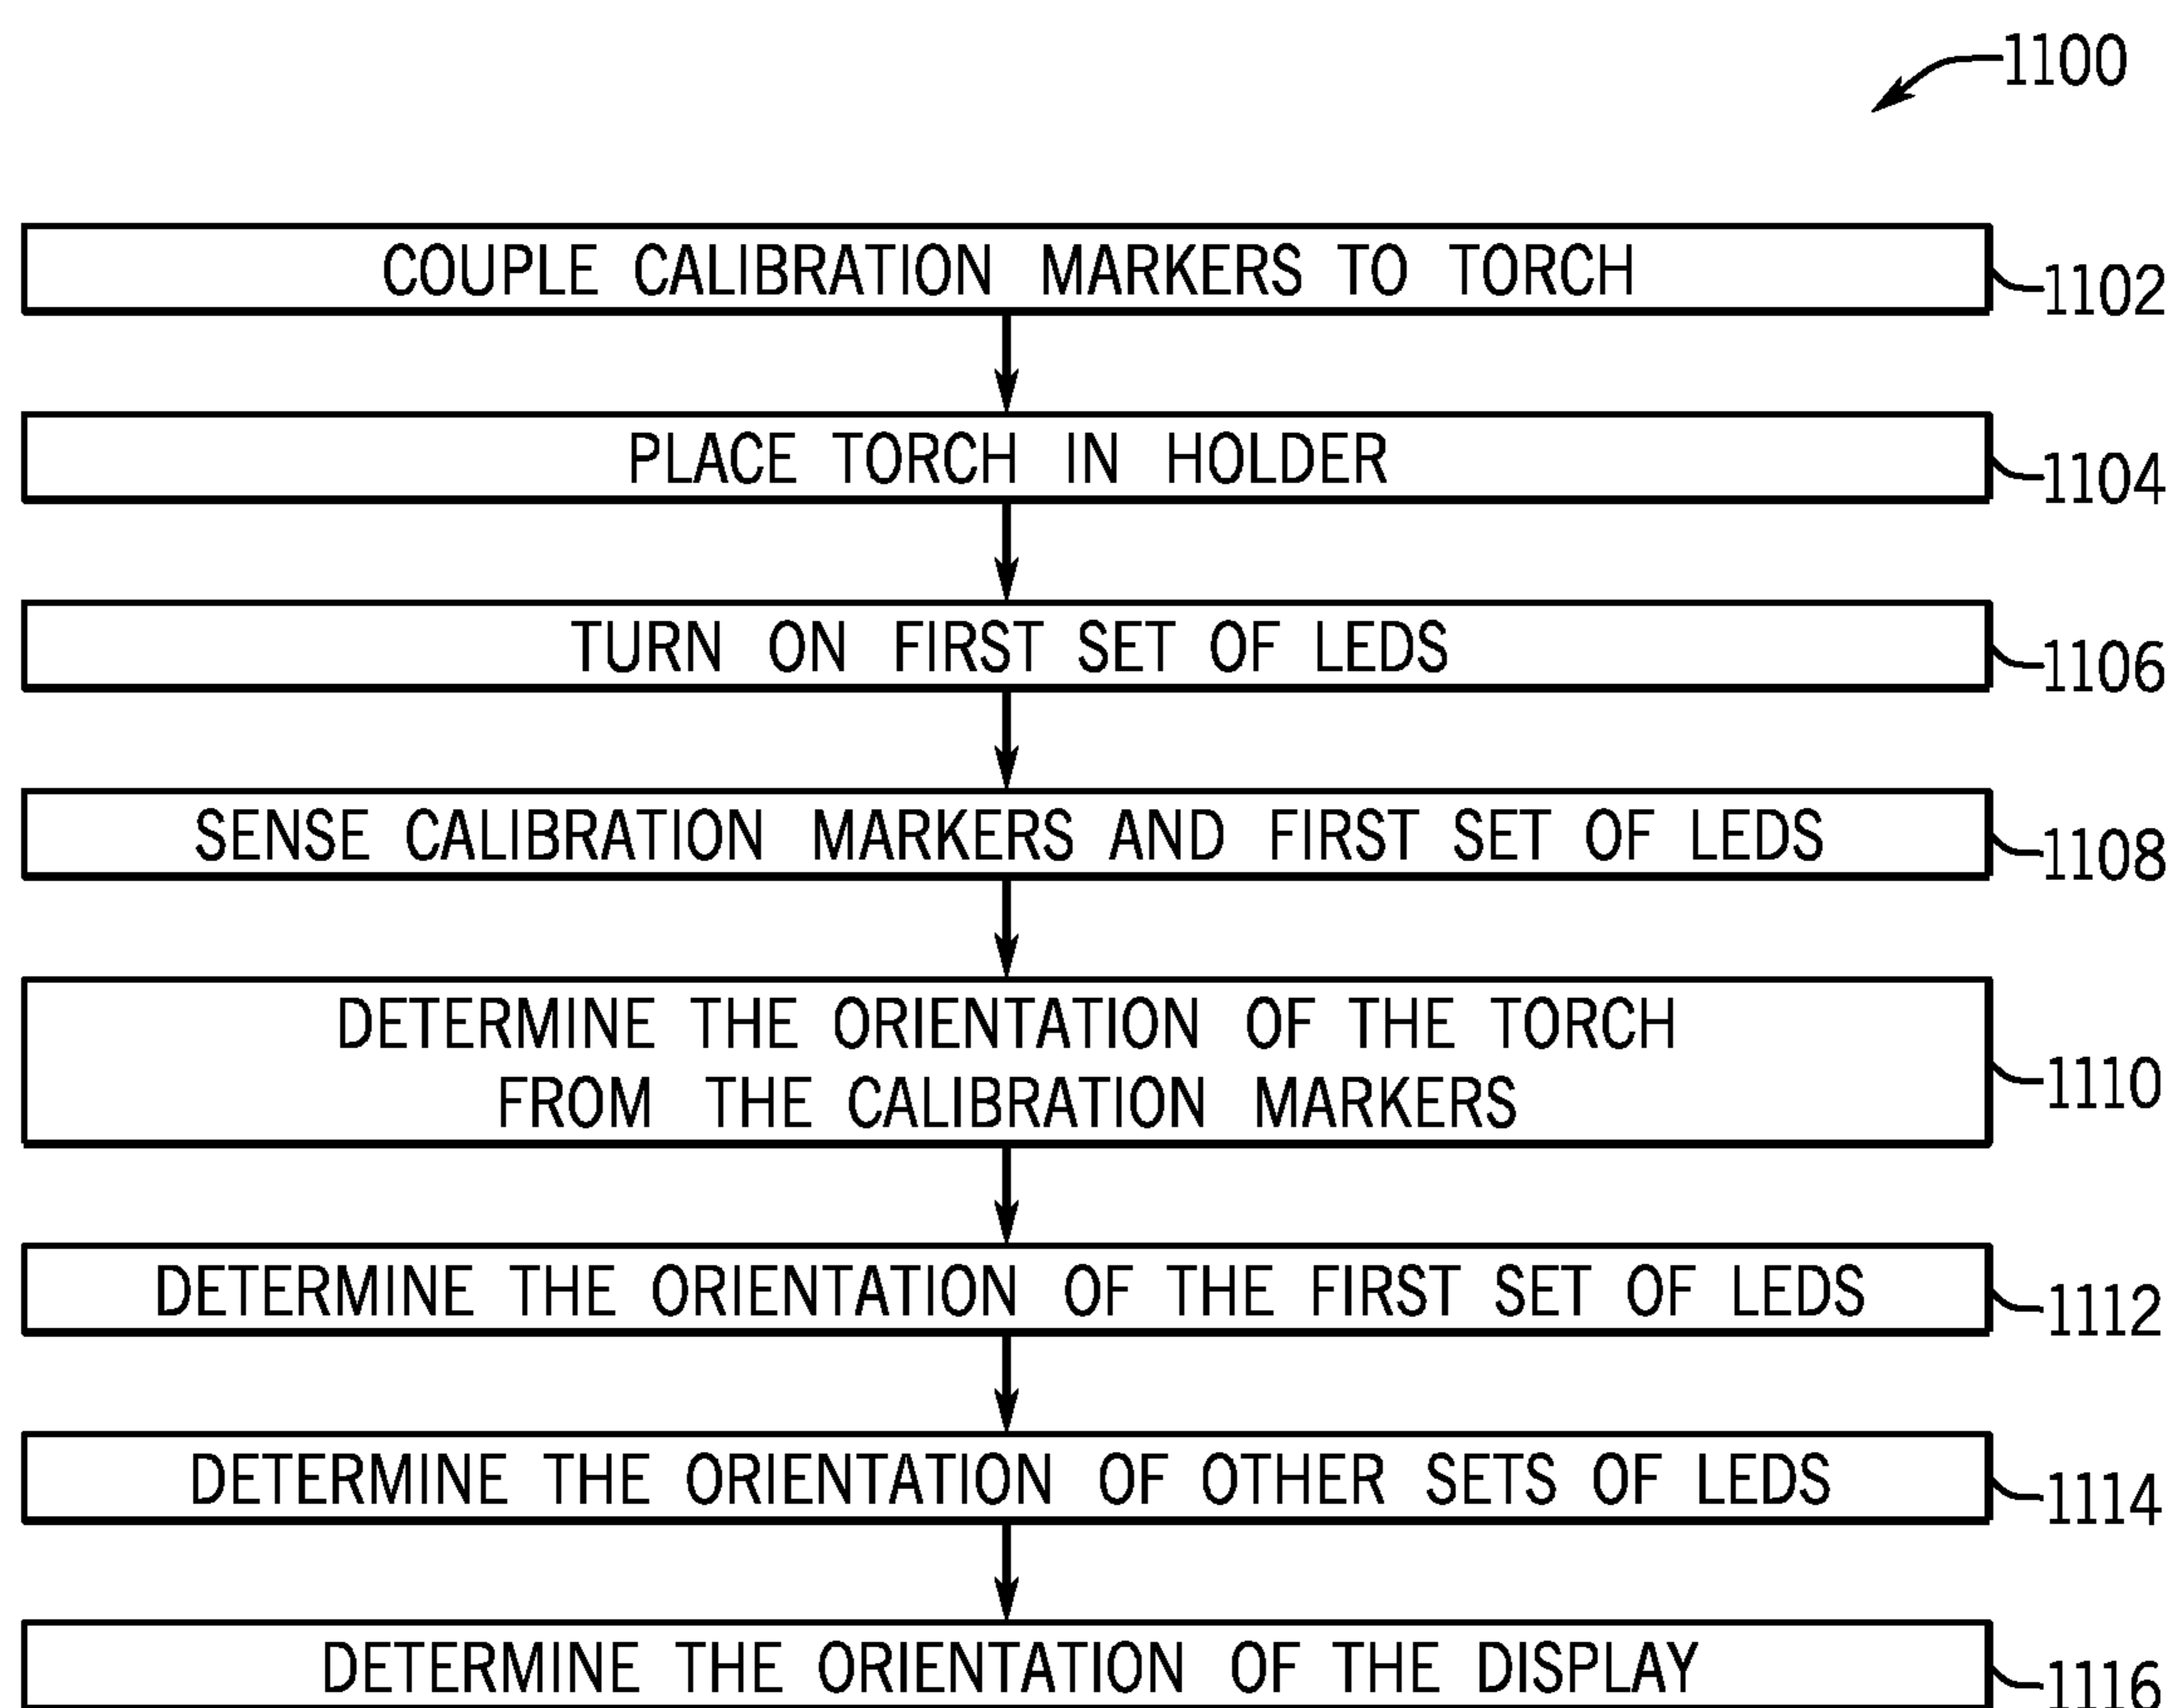 1100
COUPLE CALIBRATION MARKERS TO TORCH
1102
PLACE TORCH IN HOLDER
1104
TURN ON FIRST SET OF LEDS
1106
SENSE CALIBRATION MARKERS AND FIRST SET OF LEDS
1108
DETERMINE THE ORIENTATION OF THE TORCH
FROM THE CALIBRATION MARKERS
1110
DETERMINE THE ORIENTATION OF THE FIRST SET OF LEDS
1112
DETERMINE THE ORIENTATION OF OTHER SETS OF LEDS
1114
DETERMINE THE ORIENTATION OF THE DISPLAY
1116